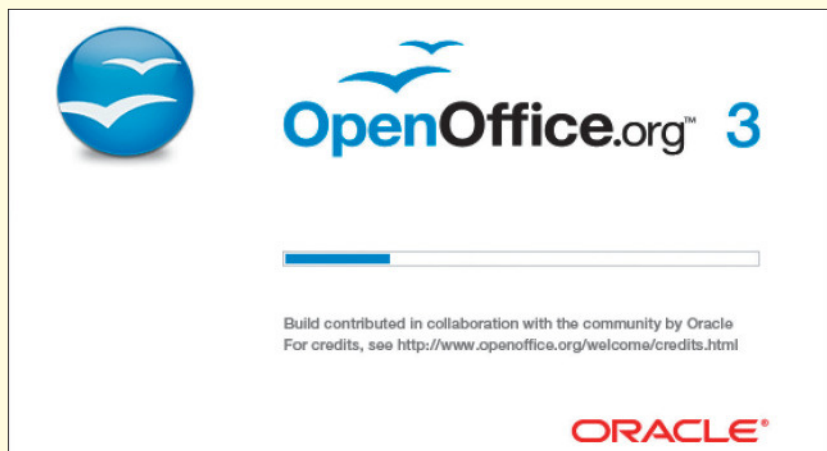 OpenOffice.org™ 3
Build contributed in collaboration with the community by Oracle
For credits, see http://www.openoffice.org/welcome/credits.html
ORACLE®